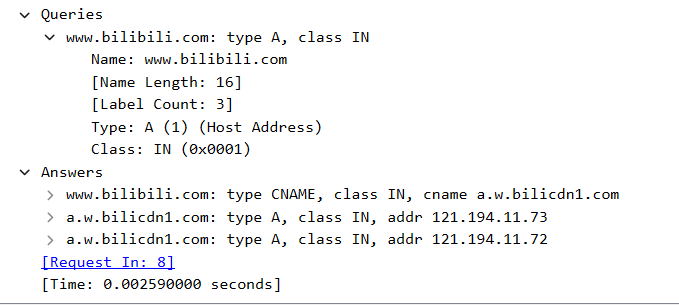 Queries
www.bilibili.com: type A, class IN
Name: www.bilibili.com
[Name Length: 16]
[Label Count: 3]
Type: A (1) (Host Address)
Class: IN (0x0001)
Answers
www.bilibili.com: type CNAME, class IN, cname a.w.bilicdn1.com
a.w.bilicdn1.com: type A, class IN, addr 121.194.11.73
a.w.bilicdn1.com: type A, class IN, addr 121.194.11.72
[Request In: 8]
[Time: 0.002590000 seconds]